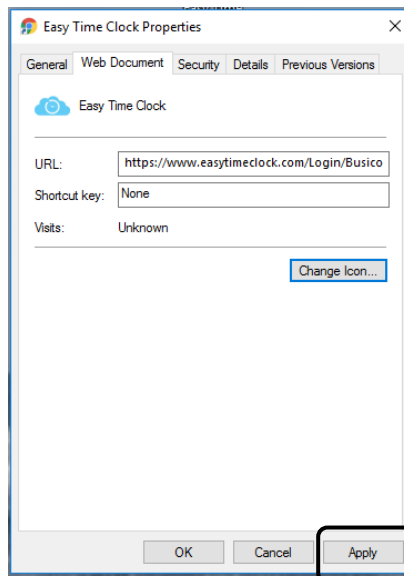 Easy Time Clock Properties
General Web Document Security Details Previous Versions
Easy Time Clock
URL: https://www.easytimeclock.com/Login/Busico
Shortcut key: None
Visits: Unknown
Change Icon...
OK Cancel Apply